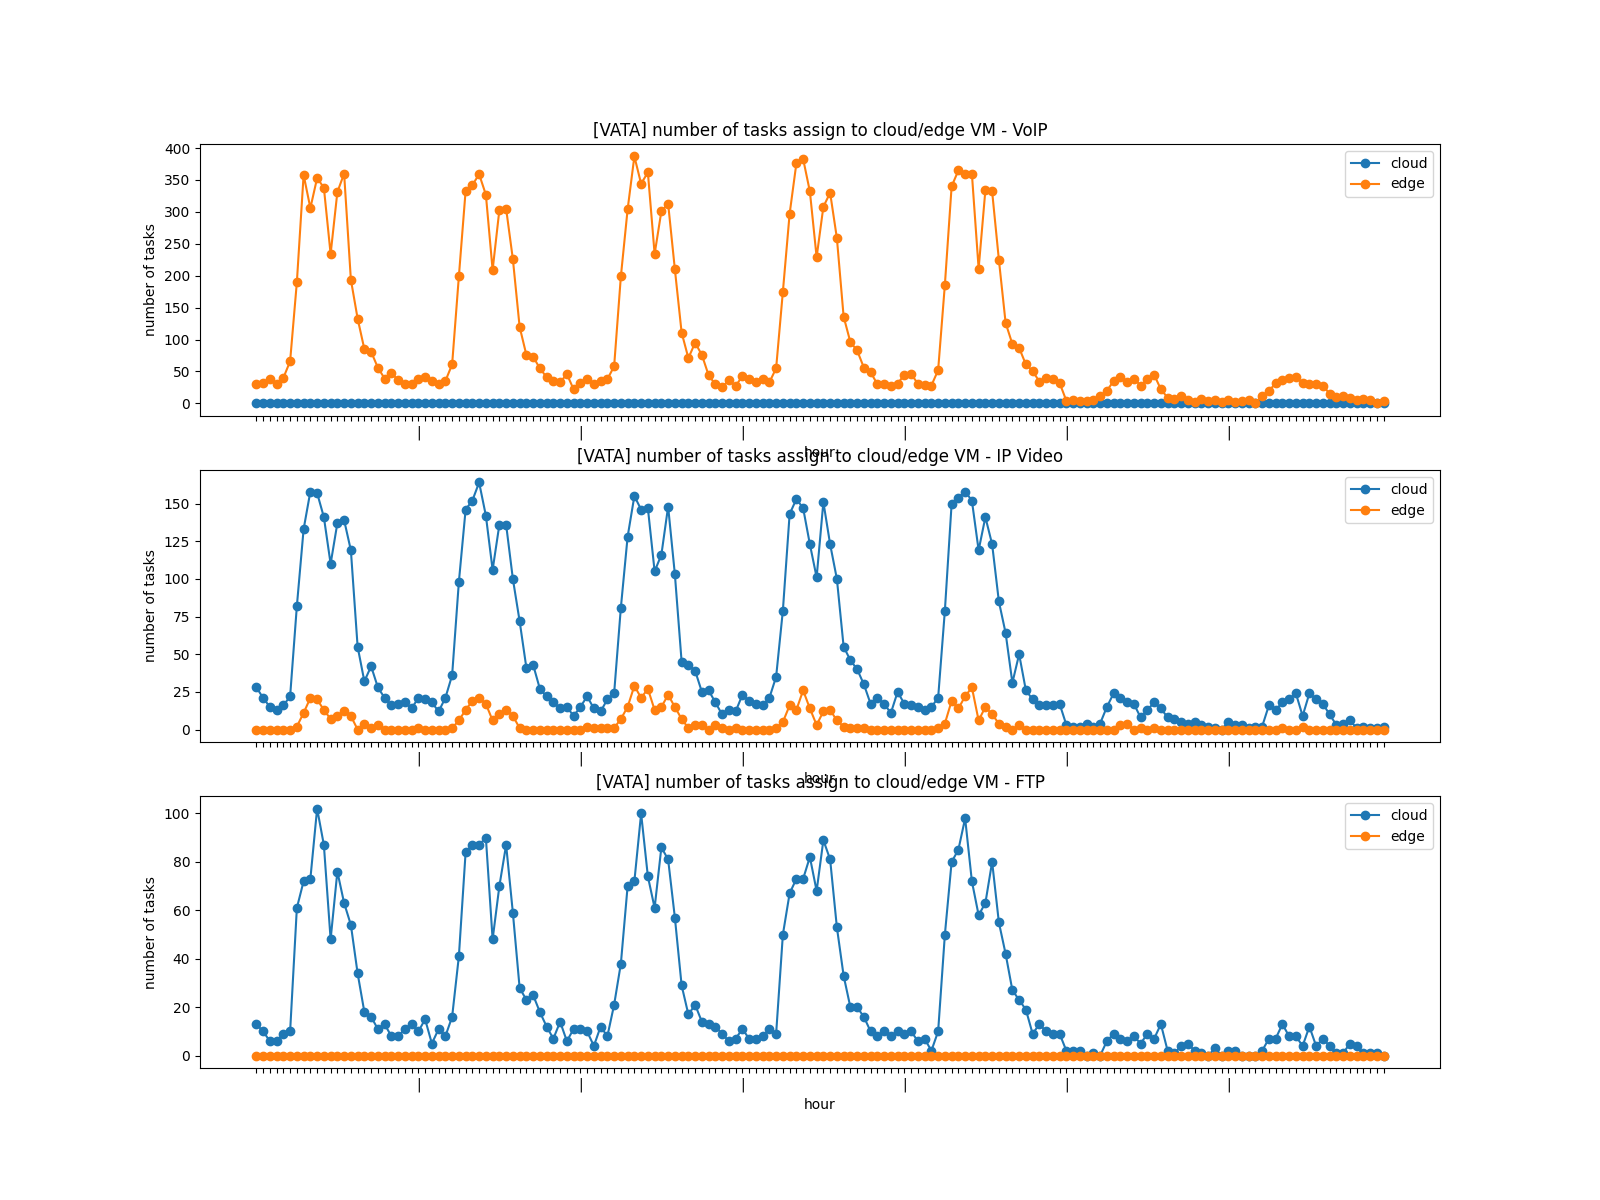 [VATA] number of tasks assign to cloud/edge VM - VoIP
400
350
300
250
200
150
100
50
0
number of tasks
cloud
edge
hour
[VATA] number of tasks assign to cloud/edge VM - IP Video
150
125
100
75
50
25
0
number of tasks
cloud
edge
hour
[VATA] number of tasks assign to cloud/edge VM - FTP
100
80
60
40
20
0
number of tasks
cloud
edge
hour